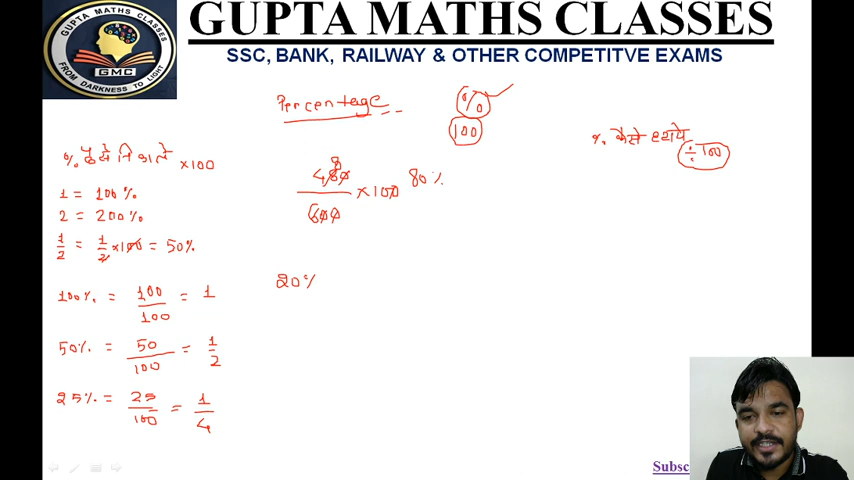 GUPTA MATHS CLASSES
SSC, BANK, RAILWAY & OTHER COMPETITVE EXAMS
GUPTA MATHS CLASSES
GMC
FROM DARKNESS TO LIGHT
Percentage
%
100
% कैसे हटाये
÷100
% कैसे निकाले ×100
1 = 100%
2 = 200%
1/2 = 1/2 ×100 = 50%
100% = 100/100 = 1
50% = 50/100 = 1/2
25% = 25/100 = 1/4
8
480/600 ×100 80%
20%
Subsc